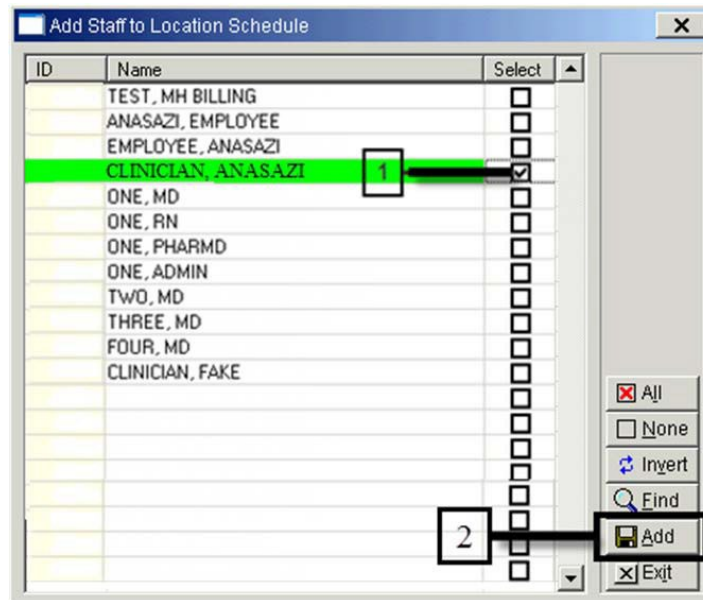 Add Staff to Location Schedule
ID Name Select
TEST, MH BILLING
ANASAZI, EMPLOYEE
EMPLOYEE, ANASAZI
CLINICIAN, ANASAZI 1
ONE, MD
ONE, RN
ONE, PHARMD
ONE, ADMIN
TWO, MD
THREE, MD
FOUR, MD
CLINICIAN, FAKE
All
None
Invert
Find
2 Add
Exit